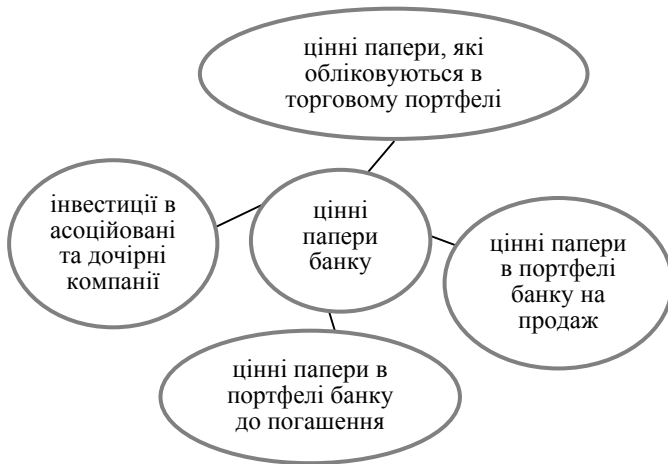 цінні папери, які
обліковуються в
торговому портфелі
інвестиції в
асоційовані
та дочірні
компанії
цінні
папери
банку
цінні папери
в портфелі
банку на
продаж
цінні папери в
портфелі банку
до погашення